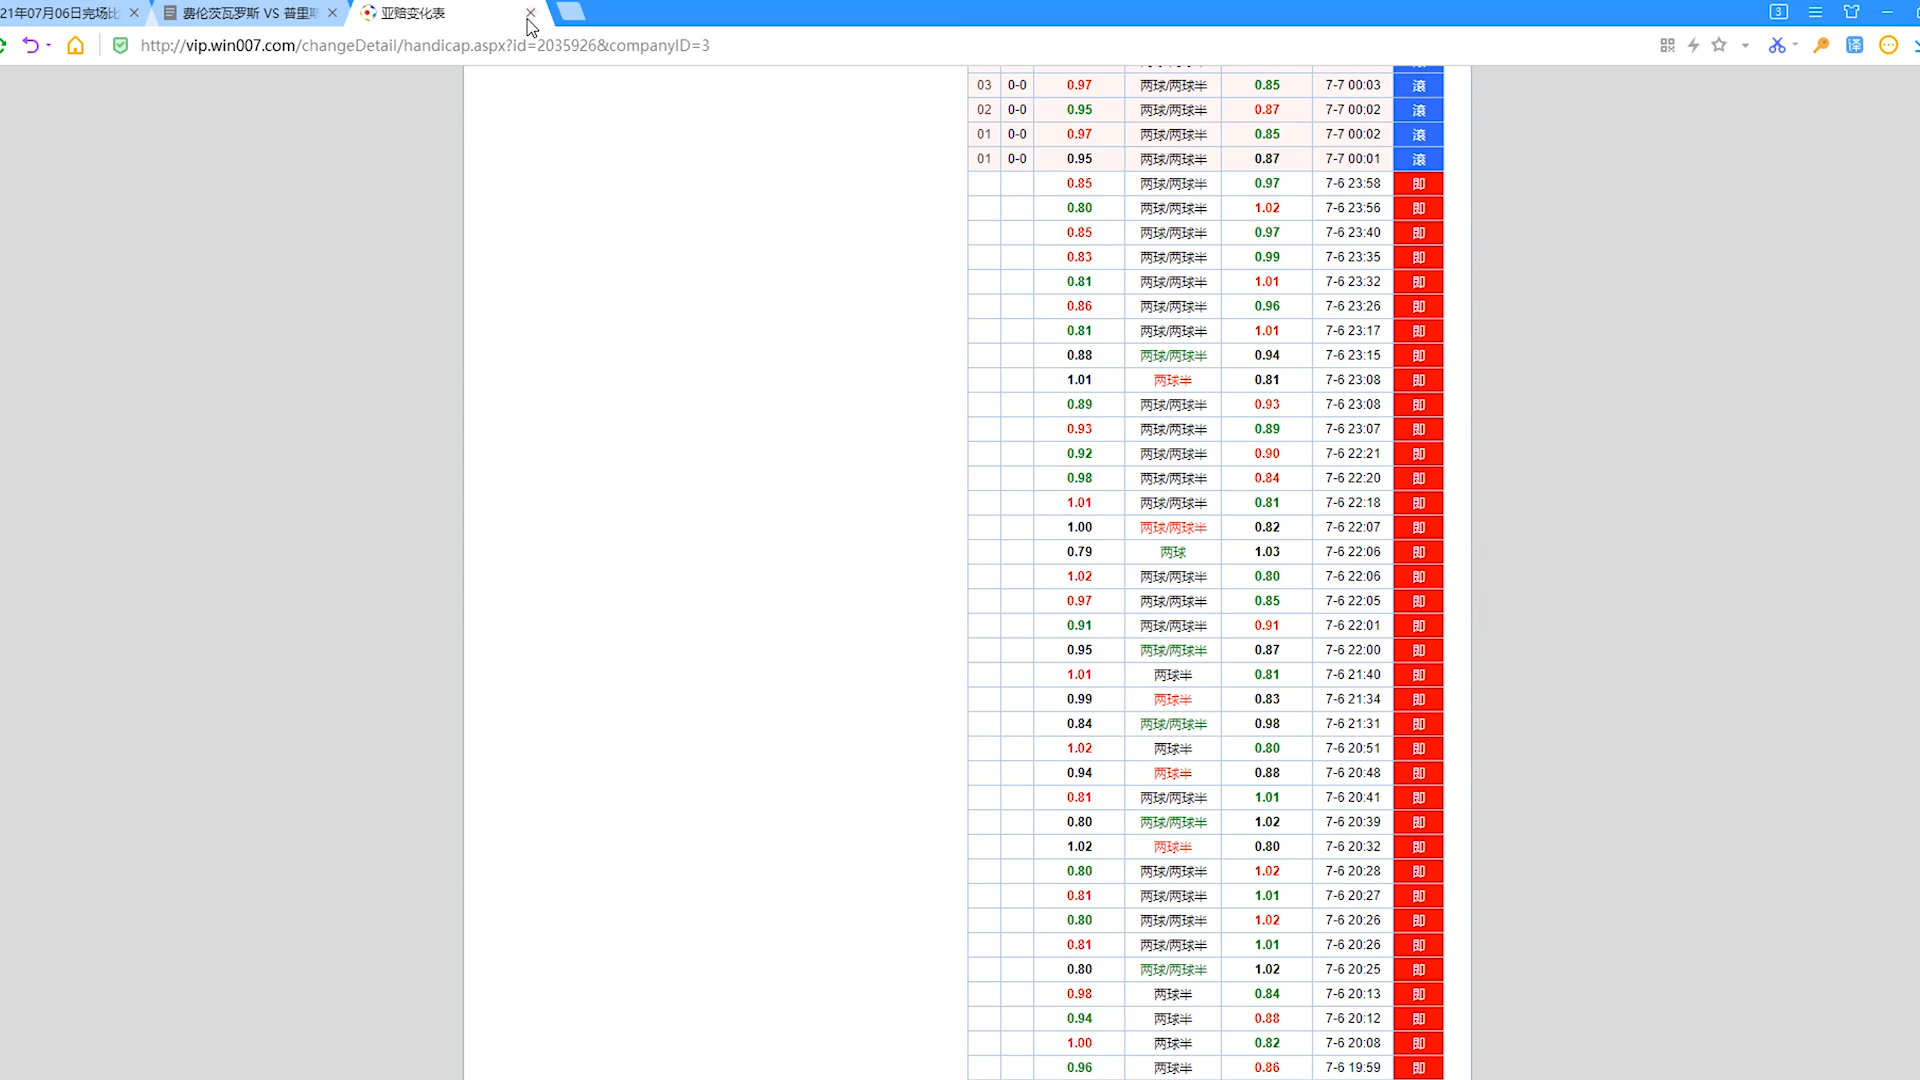 21年07月06日完场比 费伦茨瓦罗斯 VS 普里斯 亚赔变化表 3
http://vip.win007.com/changeDetail/handicap.aspx?id=2035926&companyID=3 译
03 0-0 0.97 两球/两球半 0.85 7-7 00:03 滚
02 0-0 0.95 两球/两球半 0.87 7-7 00:02 滚
01 0-0 0.97 两球/两球半 0.85 7-7 00:02 滚
01 0-0 0.95 两球/两球半 0.87 7-7 00:01 滚
0.85 两球/两球半 0.97 7-6 23:58 即
0.80 两球/两球半 1.02 7-6 23:56 即
0.85 两球/两球半 0.97 7-6 23:40 即
0.83 两球/两球半 0.99 7-6 23:35 即
0.81 两球/两球半 1.01 7-6 23:32 即
0.86 两球/两球半 0.96 7-6 23:26 即
0.81 两球/两球半 1.01 7-6 23:17 即
0.88 两球/两球半 0.94 7-6 23:15 即
1.01 两球半 0.81 7-6 23:08 即
0.89 两球/两球半 0.93 7-6 23:08 即
0.93 两球/两球半 0.89 7-6 23:07 即
0.92 两球/两球半 0.90 7-6 22:21 即
0.98 两球/两球半 0.84 7-6 22:20 即
1.01 两球/两球半 0.81 7-6 22:18 即
1.00 两球/两球半 0.82 7-6 22:07 即
0.79 两球 1.03 7-6 22:06 即
1.02 两球/两球半 0.80 7-6 22:06 即
0.97 两球/两球半 0.85 7-6 22:05 即
0.91 两球/两球半 0.91 7-6 22:01 即
0.95 两球/两球半 0.87 7-6 22:00 即
1.01 两球半 0.81 7-6 21:40 即
0.99 两球半 0.83 7-6 21:34 即
0.84 两球/两球半 0.98 7-6 21:31 即
1.02 两球半 0.80 7-6 20:51 即
0.94 两球半 0.88 7-6 20:48 即
0.81 两球/两球半 1.01 7-6 20:41 即
0.80 两球/两球半 1.02 7-6 20:39 即
1.02 两球半 0.80 7-6 20:32 即
0.80 两球/两球半 1.02 7-6 20:28 即
0.81 两球/两球半 1.01 7-6 20:27 即
0.80 两球/两球半 1.02 7-6 20:26 即
0.81 两球/两球半 1.01 7-6 20:26 即
0.80 两球/两球半 1.02 7-6 20:25 即
0.98 两球半 0.84 7-6 20:13 即
0.94 两球半 0.88 7-6 20:12 即
1.00 两球半 0.82 7-6 20:08 即
0.96 两球半 0.86 7-6 19:59 即